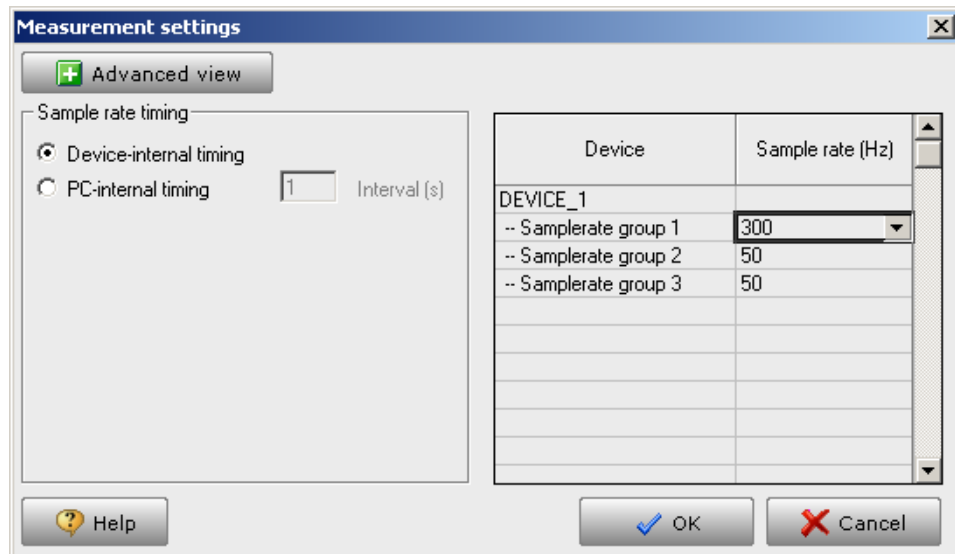 Measurement settings
Advanced view
Sample rate timing
Device-internal timing
PC-internal timing 1 Interval (s)
Device Sample rate (Hz)
DEVICE_1
-- Samplerate group 1 300
-- Samplerate group 2 50
-- Samplerate group 3 50
Help OK Cancel